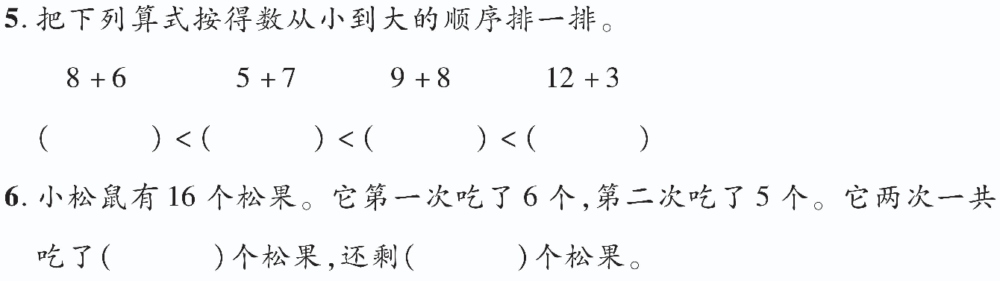 5. 把下列算式按得数从小到大的顺序排一排。
8 + 6 5 + 7 9 + 8 12 + 3
( ) < ( ) < ( ) < ( )
6. 小松鼠有 16 个松果。它第一次吃了 6 个,第二次吃了 5 个。它两次一共
吃了( )个松果,还剩( )个松果。